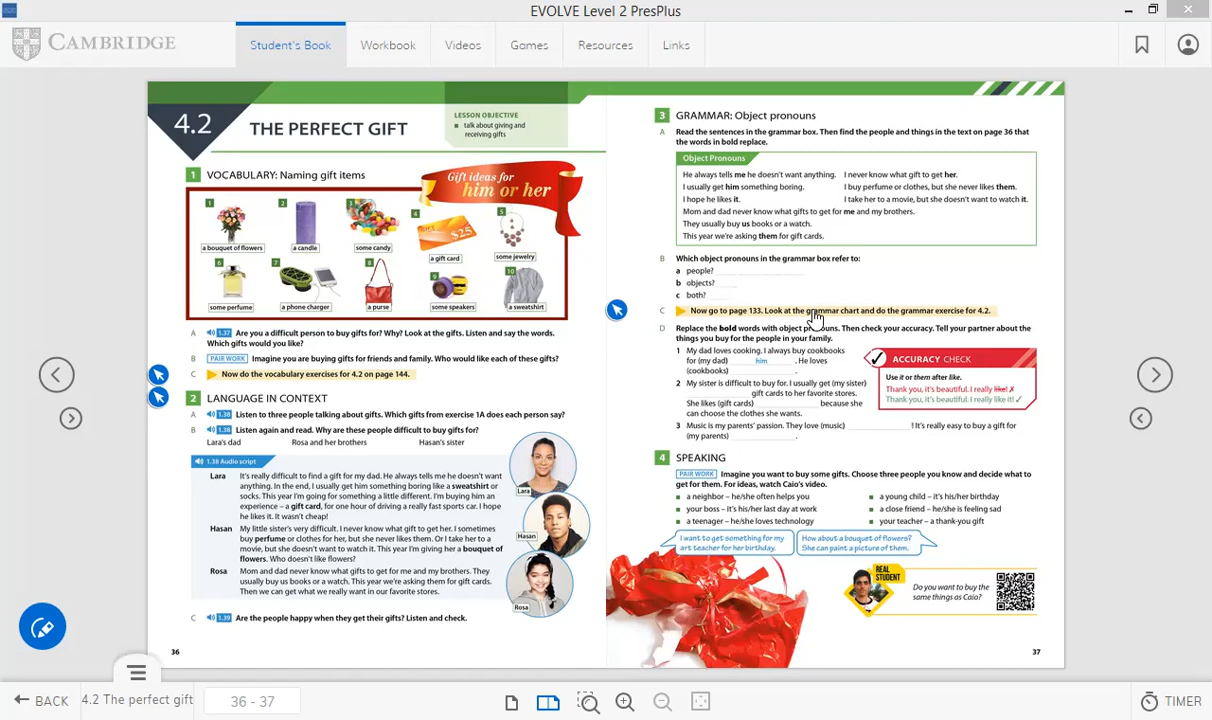 EVOLVE Level 2 PresPlus
CAMBRIDGE
Student's Book
Workbook
Videos
Games
Resources
Links
4.2
THE PERFECT GIFT
LESSON OBJECTIVE
talk about giving and
receiving gifts
1 VOCABULARY: Naming gift items
Gift ideas for
him or her
1
a bouquet of flowers
2
a candle
3
some candy
4
$25
a gift card
5
some jewelry
6
some perfume
7
a phone charger
8
a purse
9
some speakers
10
a sweatshirt
A 1.37 Are you a difficult person to buy gifts for? Why? Look at the gifts. Listen and say the words.
Which gifts would you like?
B PAIR WORK Imagine you are buying gifts for friends and family. Who would like each of these gifts?
C Now do the vocabulary exercises for 4.2 on page 144.
2 LANGUAGE IN CONTEXT
A 1.38 Listen to three people talking about gifts. Which gifts from exercise 1A does each person say?
B 1.38 Listen again and read. Why are these people difficult to buy gifts for?
Lara's dad Rosa and her brothers Hasan's sister
1.38 Audio script
Lara It's really difficult to find a gift for my dad. He always tells me he doesn't want
anything. In the end, I usually get him something boring like a sweatshirt or
socks. This year I'm going for something a little different. I'm buying him an
experience – a gift card, for one hour of driving a really fast sports car. I hope
he likes it. It wasn't cheap!
Hasan My little sister's very difficult. I never know what gift to get her. I sometimes
buy perfume or clothes for her, but she never likes them. Or I take her to a
movie, but she doesn't want to watch it. This year I'm giving her a bouquet of
flowers. Who doesn't like flowers?
Rosa Mom and dad never know what gifts to get for me and my brothers. They
usually buy us books or a watch. This year we're asking them for gift cards.
Then we can get what we really want in our favorite stores.
Lara
Hasan
Rosa
C 1.39 Are the people happy when they get their gifts? Listen and check.
36
3 GRAMMAR: Object pronouns
A Read the sentences in the grammar box. Then find the people and things in the text on page 36 that
the words in bold replace.
Object Pronouns
He always tells me he doesn't want anything. I never know what gift to get her.
I usually get him something boring. I buy perfume or clothes, but she never likes them.
I hope he likes it. I take her to a movie, but she doesn't want to watch it.
Mom and dad never know what gifts to get for me and my brothers.
They usually buy us books or a watch.
This year we're asking them for gift cards.
B Which object pronouns in the grammar box refer to:
a people?
b objects?
c both?
C Now go to page 133. Look at the grammar chart and do the grammar exercise for 4.2.
D Replace the bold words with object pronouns. Then check your accuracy. Tell your partner about the
things you buy for the people in your family.
1 My dad loves cooking. I always buy cookbooks
for (my dad) him . He loves
(cookbooks) .
2 My sister is difficult to buy for. I usually get (my sister)
gift cards to her favorite stores.
She likes (gift cards) because she
can choose the clothes she wants.
3 Music is my parents' passion. They love (music) ! It's really easy to buy a gift for
(my parents) .
ACCURACY CHECK
Use it or them after like.
Thank you, it's beautiful. I really like! ✗
Thank you, it's beautiful. I really like it! ✓
4 SPEAKING
PAIR WORK Imagine you want to buy some gifts. Choose three people you know and decide what to
get for them. For ideas, watch Caio's video.
a neighbor – he/she often helps you
your boss – it's his/her last day at work
a teenager – he/she loves technology
a young child – it's his/her birthday
a close friend – he/she is feeling sad
your teacher – a thank-you gift
I want to get something for my
art teacher for her birthday.
How about a bouquet of flowers?
She can paint a picture of them.
REAL
STUDENT
Do you want to buy the
same things as Caio?
37
BACK
4.2 The perfect gift
36 - 37
TIMER